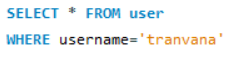 SELECT * FROM user
WHERE username='tranvana'